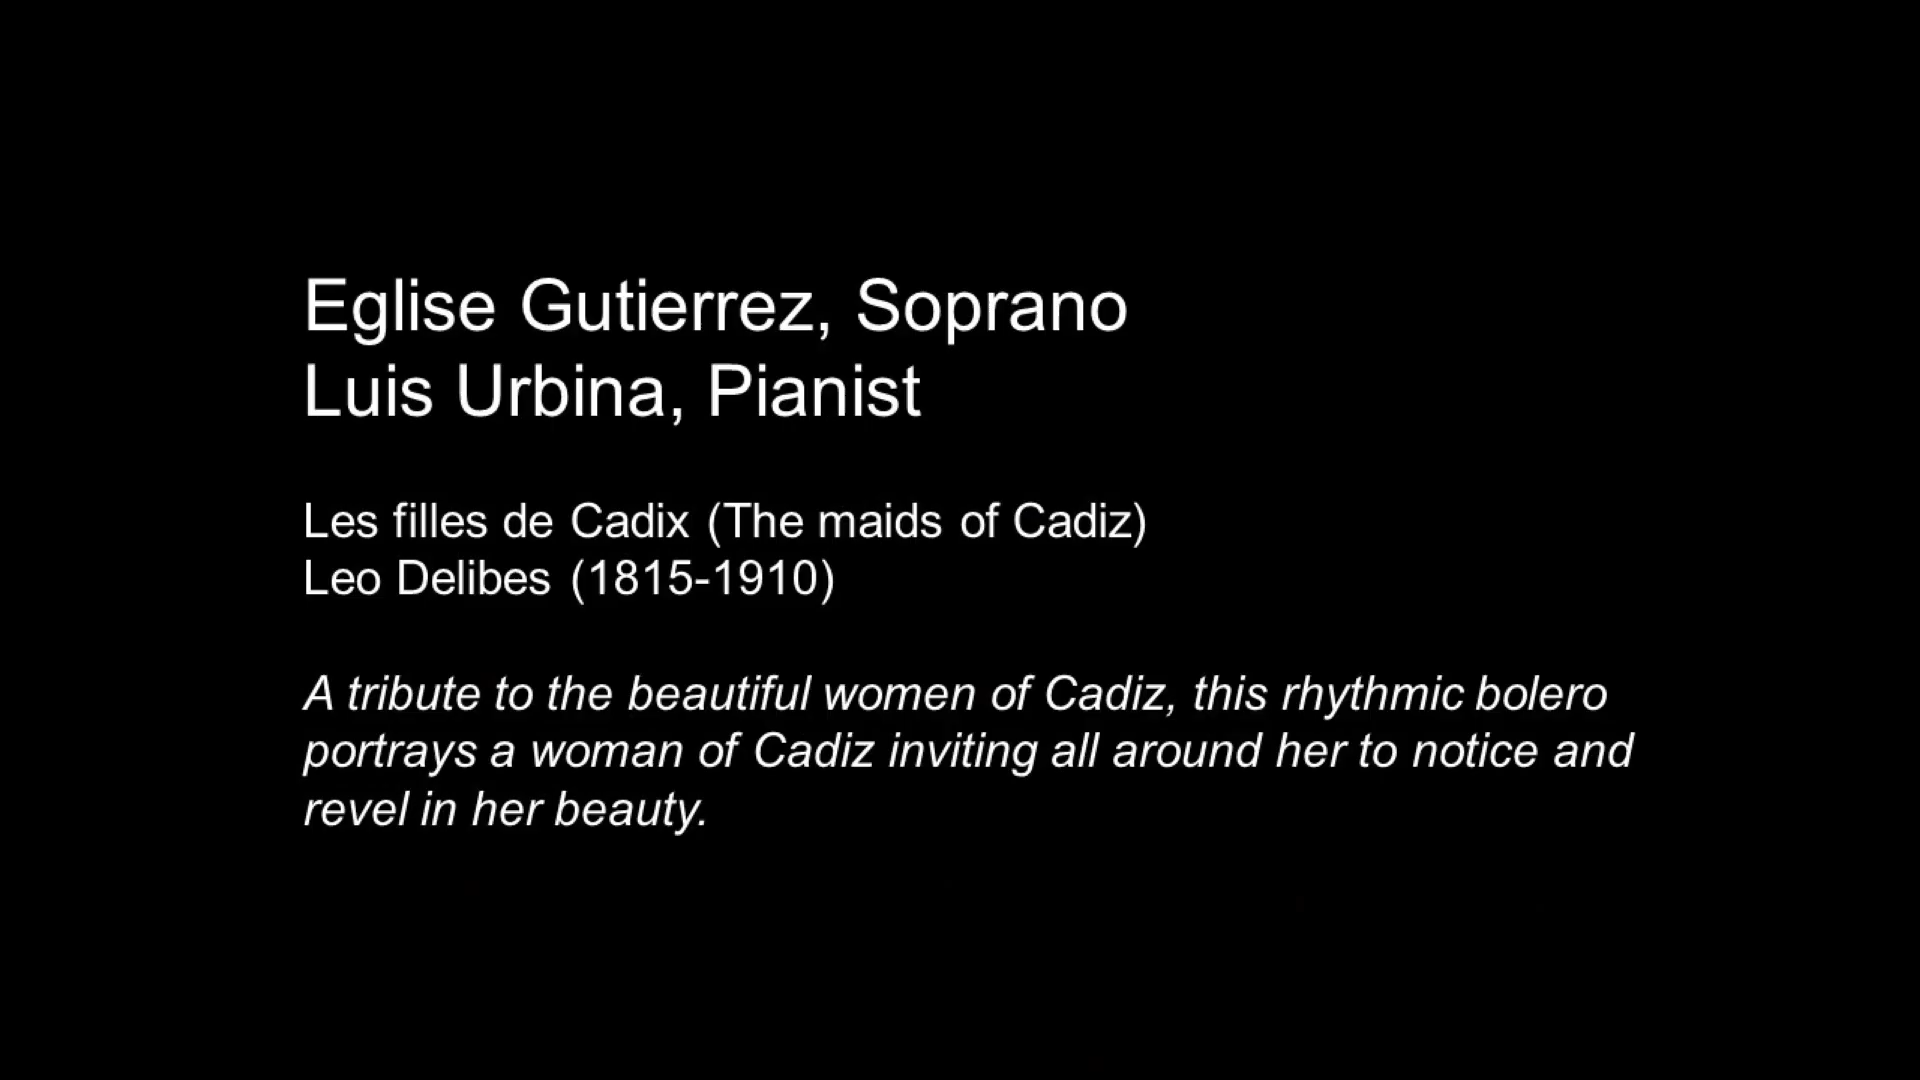 Eglise Gutierrez, Soprano
Luis Urbina, Pianist
Les filles de Cadix (The maids of Cadiz)
Leo Delibes (1815-1910)
A tribute to the beautiful women of Cadiz, this rhythmic bolero
portrays a woman of Cadiz inviting all around her to notice and
revel in her beauty.